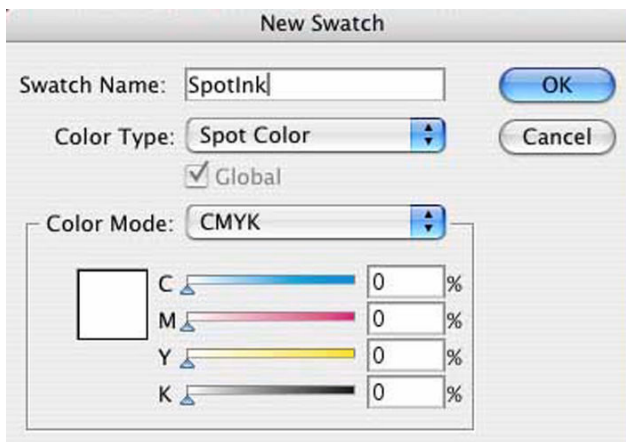 New Swatch
Swatch Name: SpotInk OK
Color Type: Spot Color Cancel
Global
Color Mode: CMYK
C 0 %
M 0 %
Y 0 %
K 0 %